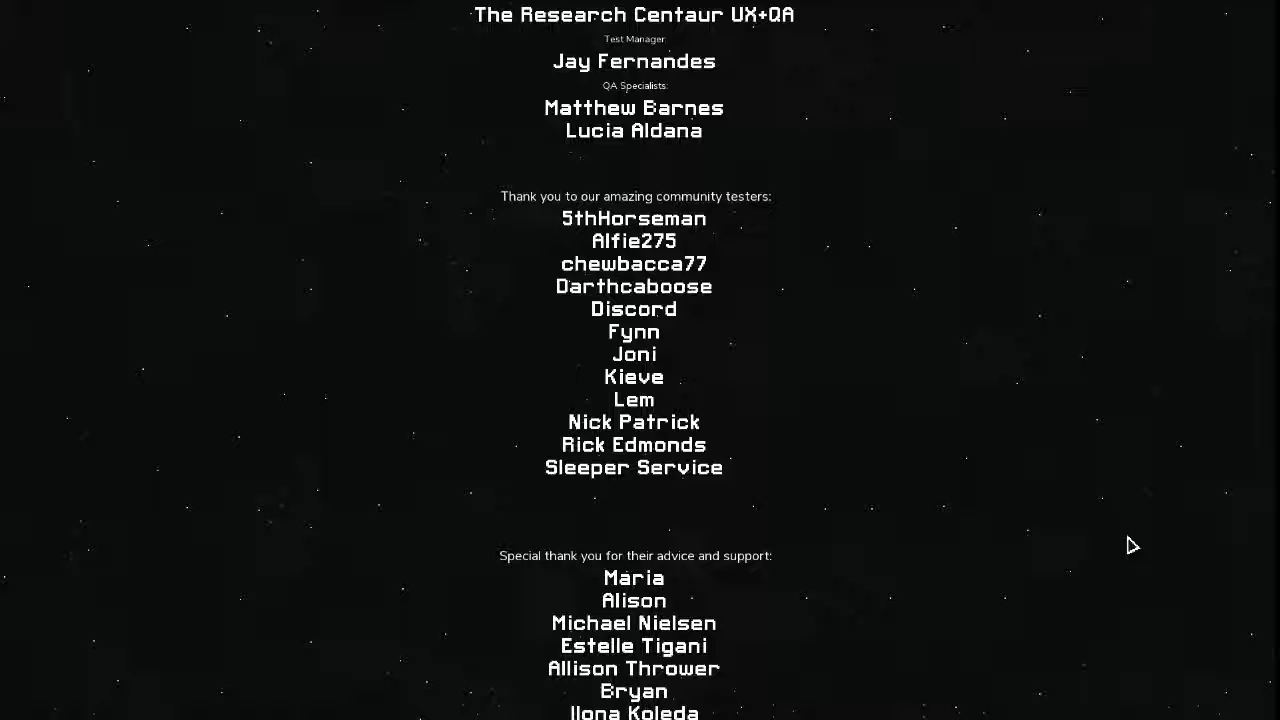 The Research Centaur UX+QA
Test Manager:
Jay Fernandes
QA Specialists:
Matthew Barnes
Lucia Aldana
Thank you to our amazing community testers:
5thHorseman
Alfie275
chewbacca77
Darthcaboose
Discord
Fynn
Joni
Kieve
Lem
Nick Patrick
Rick Edmonds
Sleeper Service
Special thank you for their advice and support:
Maria
Alison
Michael Nielsen
Estelle Tigani
Allison Thrower
Bryan
Ilona Koleda